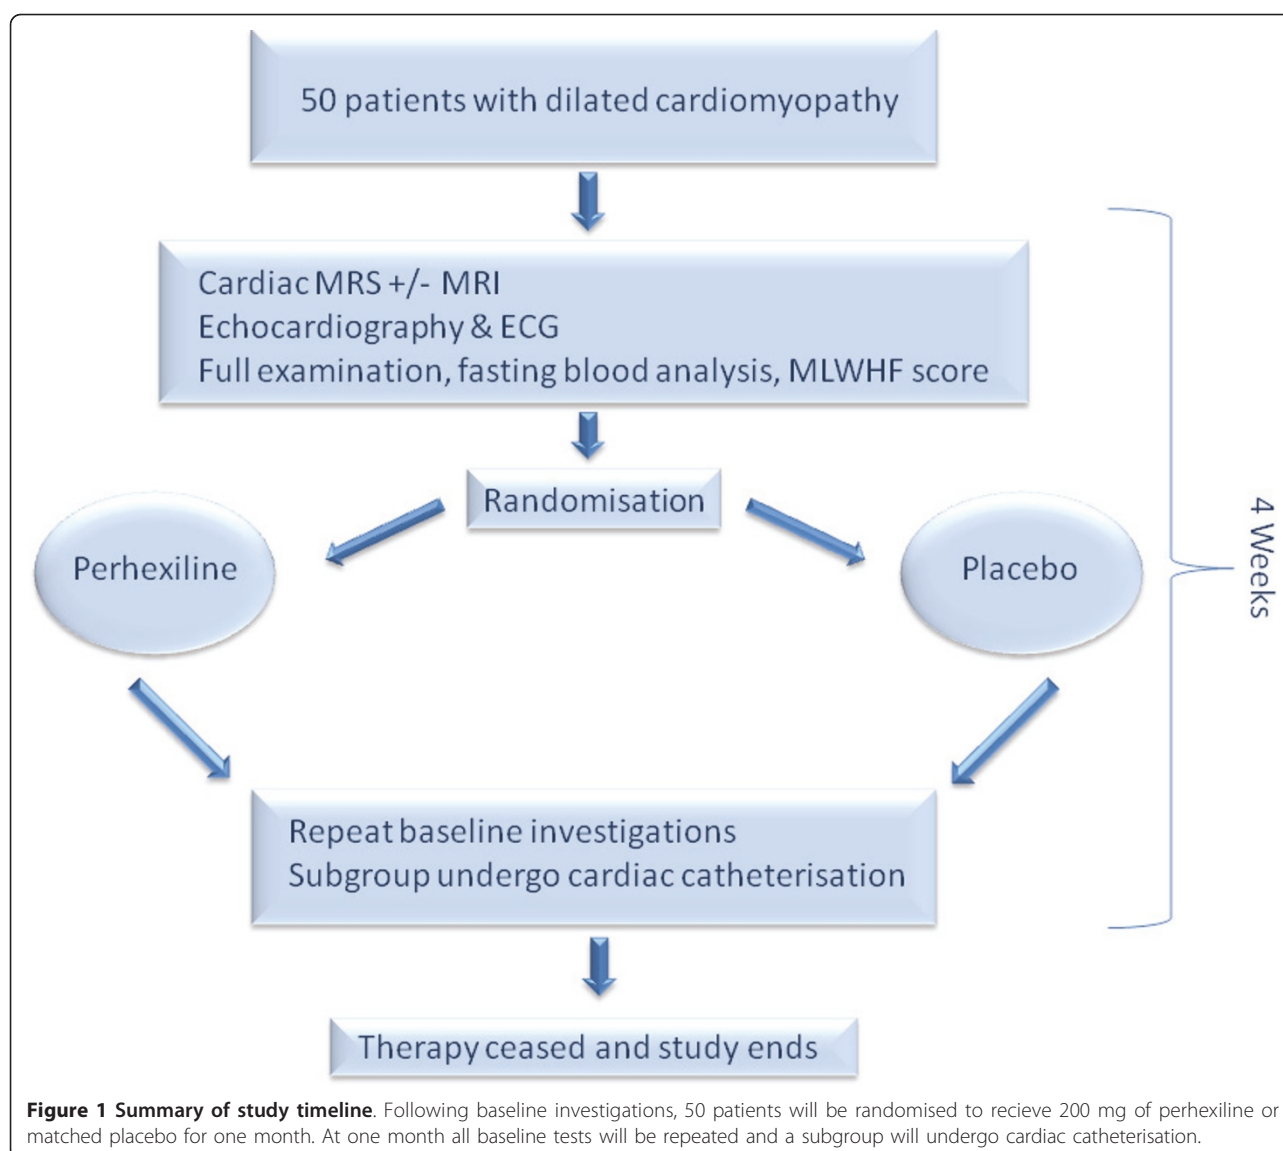 50 patients with dilated cardiomyopathy
Cardiac MRS +/- MRI
Echocardiography & ECG
Full examination, fasting blood analysis, MLWHF score
Randomisation
Perhexiline
Placebo
4 Weeks
Repeat baseline investigations
Subgroup undergo cardiac catheterisation
Therapy ceased and study ends
Figure 1 Summary of study timeline. Following baseline investigations, 50 patients will be randomised to recieve 200 mg of perhexiline or
matched placebo for one month. At one month all baseline tests will be repeated and a subgroup will undergo cardiac catheterisation.